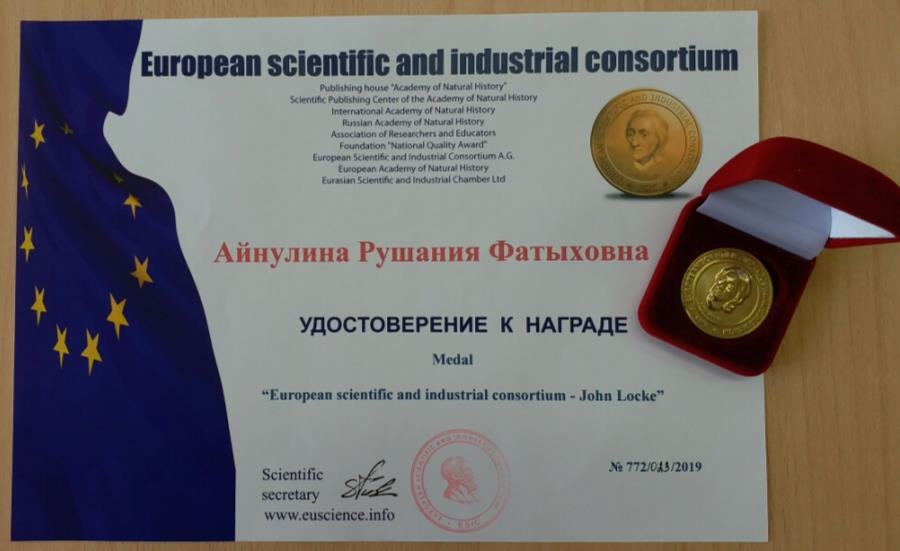 European scientific and industrial consortium
Publishing house "Academy of Natural History"
Scientific Publishing Center of the Academy of Natural History
International Academy of Natural History
Russian Academy of Natural History
Association of Researchers and Educators
Foundation "National Quality Award"
European Scientific and Industrial Consortium A.G.
European Academy of Natural History
Eurasian Scientific and Industrial Chamber Ltd
Айнулина Рушания Фатыховна
УДОСТОВЕРЕНИЕ К НАГРАДЕ
Medal
“European scientific and industrial consortium - John Locke”
Scientific
secretary
www.euscience.info
ESIC
№ 772/013/2019